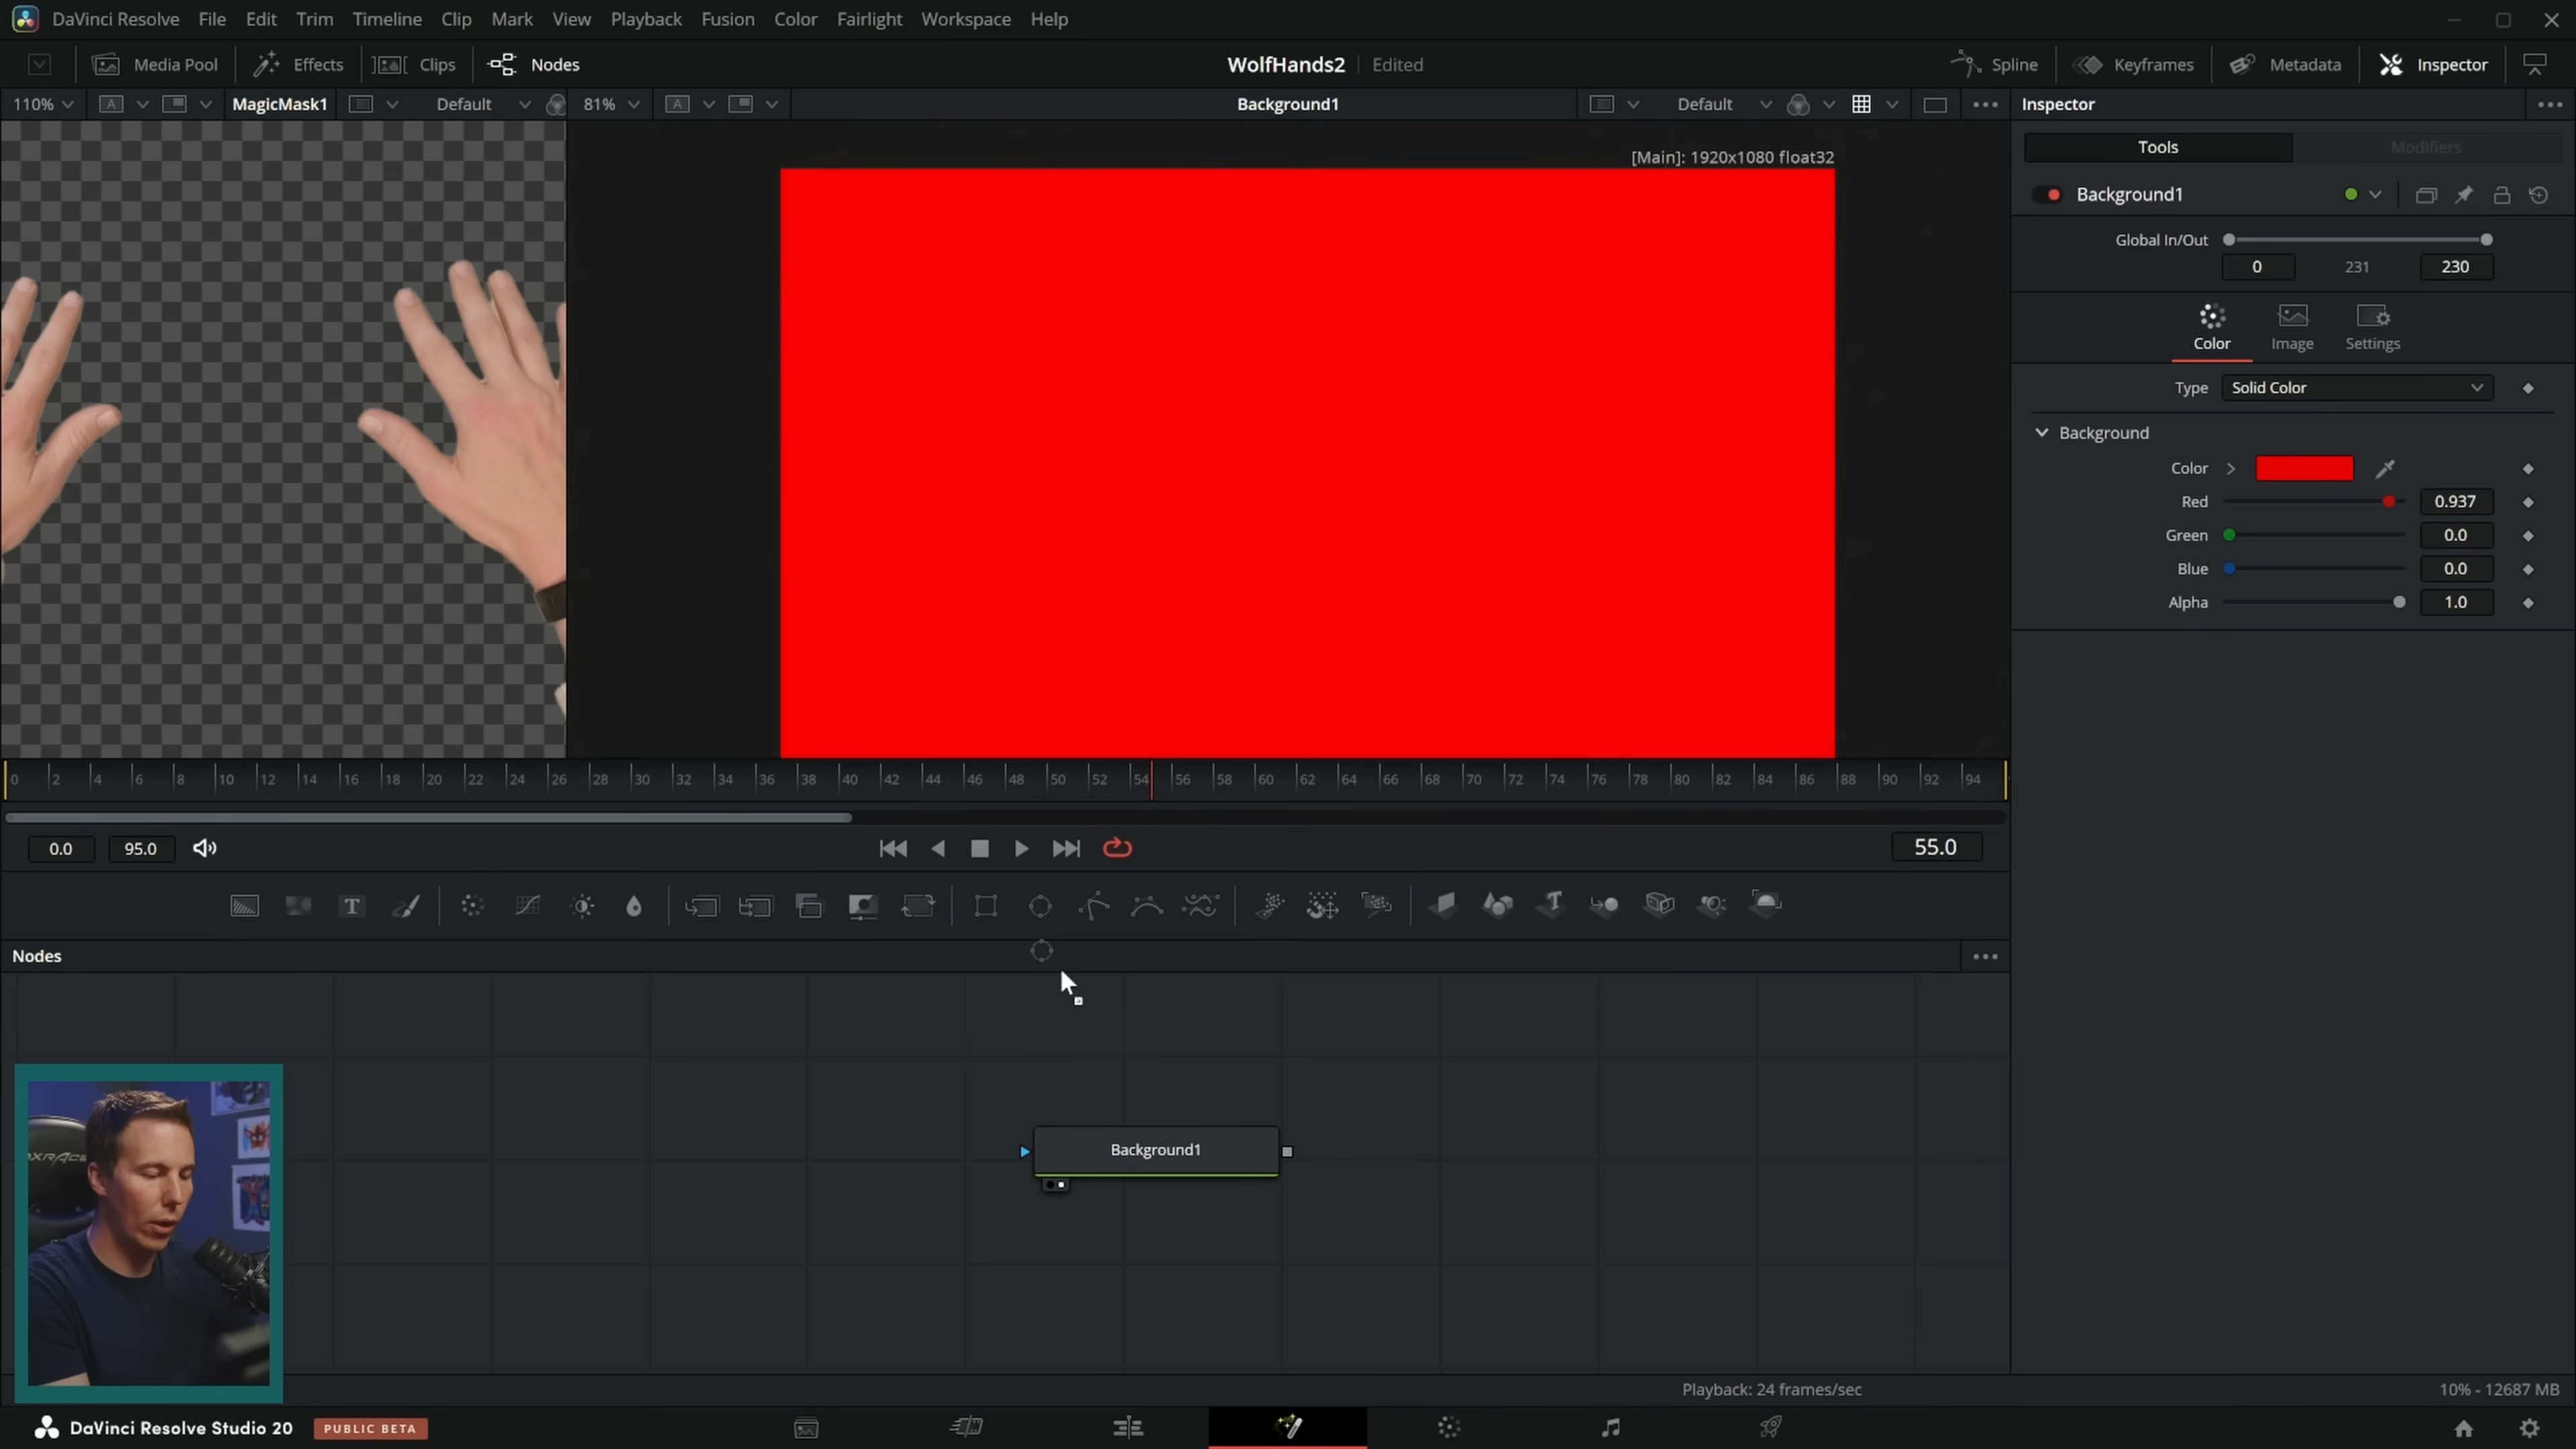 DaVinci Resolve File Edit Trim Timeline Clip Mark View Playback Fusion Color Fairlight Workspace Help
Media Pool Effects Clips Nodes WolfHands2 Edited Spline Keyframes Metadata Inspector
110% A MagicMask1 Default 81% A Background1 Default Inspector
[Main]: 1920x1080 float32
Tools Modifiers
Background1
Global In/Out
0 231 230
Color Image Settings
Type Solid Color
Background
Color
Red 0.937
Green 0.0
Blue 0.0
Alpha 1.0
0 2 4 6 8 10 12 14 16 18 20 22 24 26 28 30 32 34 36 38 40 42 44 46 48 50 52 54 56 58 60 62 64 66 68 70 72 74 76 78 80 82 84 86 88 90 92 94
0.0 95.0 55.0
T T
Nodes
Background1
Playback: 24 frames/sec 10% - 12687 MB
DaVinci Resolve Studio 20 PUBLIC BETA